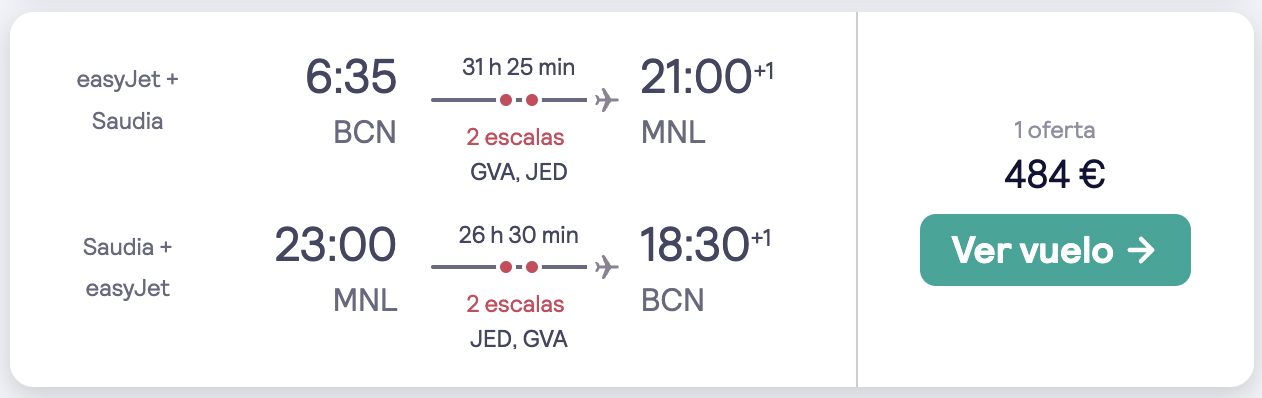 easyJet +
Saudia
6:35
BCN
31 h 25 min
2 escalas
GVA, JED
21:00+1
MNL
Saudia +
easyJet
23:00
MNL
26 h 30 min
2 escalas
JED, GVA
18:30+1
BCN
1 oferta
484 €
Ver vuelo →